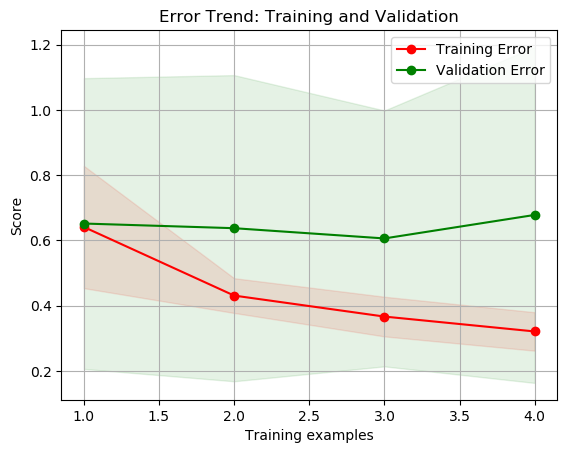 Error Trend: Training and Validation
Training Error
Validation Error
Score
1.2
1.0
0.8
0.6
0.4
0.2
1.0 1.5 2.0 2.5 3.0 3.5 4.0
Training examples